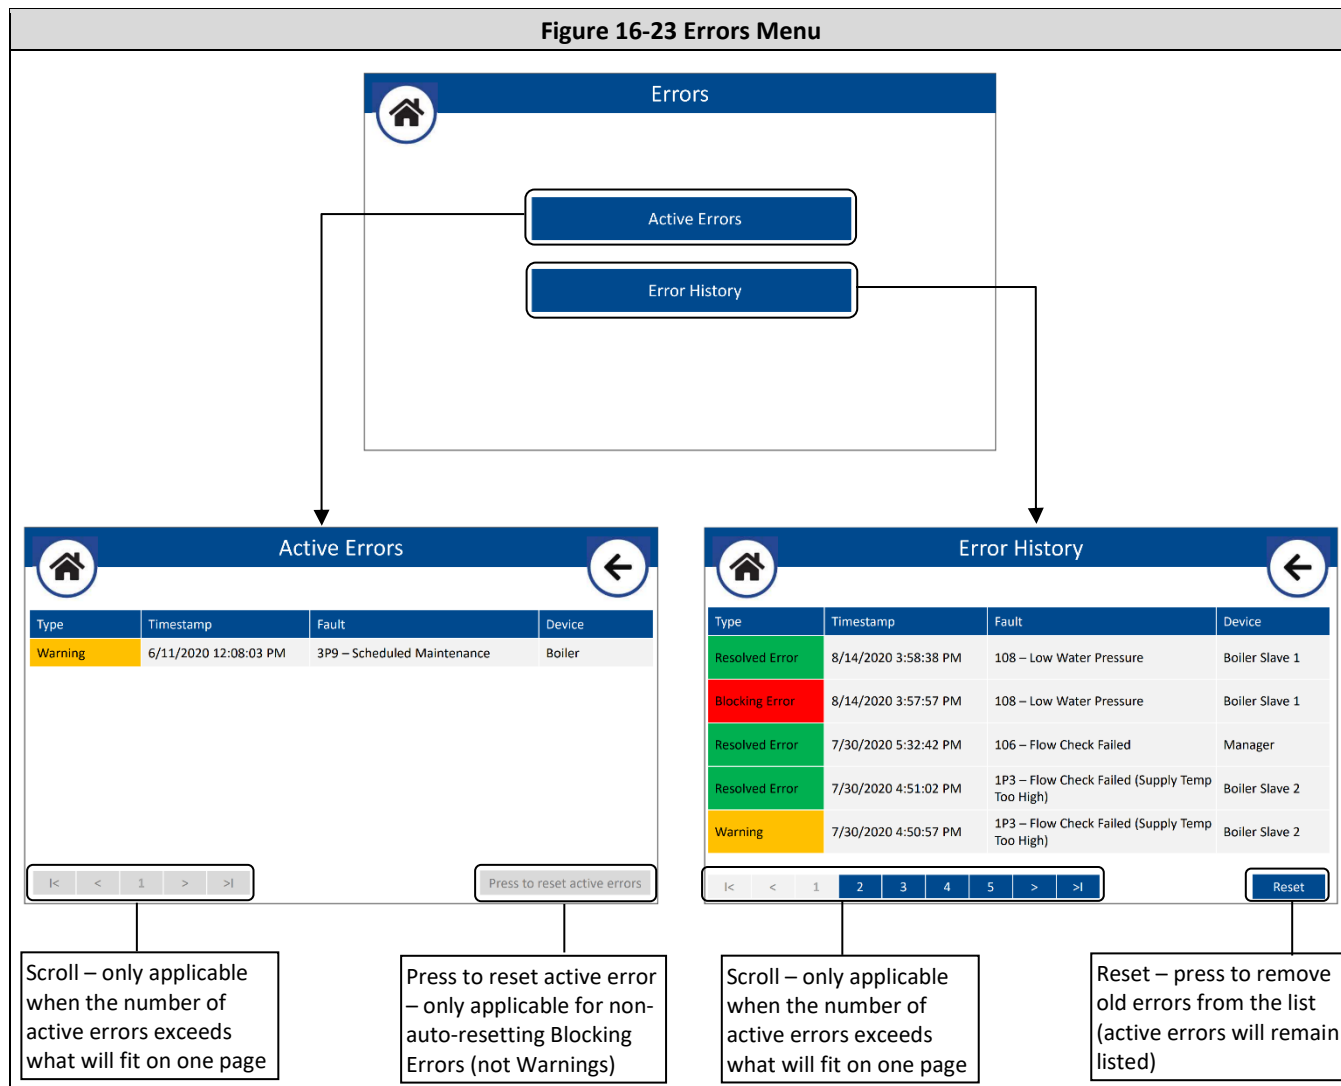 Figure 16-23 Errors Menu
Errors
Active Errors
Error History
Active Errors
Type Timestamp Fault Device
Warning 6/11/2020 12:08:03 PM 3P9 – Scheduled Maintenance Boiler
|< < 1 > >|
Press to reset active errors
Scroll – only applicable
when the number of
active errors exceeds
what will fit on one page
Press to reset active error
– only applicable for non-
auto-resetting Blocking
Errors (not Warnings)
Error History
Type Timestamp Fault Device
Resolved Error 8/14/2020 3:58:38 PM 108 – Low Water Pressure Boiler Slave 1
Blocking Error 8/14/2020 3:57:57 PM 108 – Low Water Pressure Boiler Slave 1
Resolved Error 7/30/2020 5:32:42 PM 106 – Flow Check Failed Manager
Resolved Error 7/30/2020 4:51:02 PM 1P3 – Flow Check Failed (Supply Temp
Too High) Boiler Slave 2
Warning 7/30/2020 4:50:57 PM 1P3 – Flow Check Failed (Supply Temp
Too High) Boiler Slave 2
|< < 1 2 3 4 5 > >|
Reset
Scroll – only applicable
when the number of
active errors exceeds
what will fit on one page
Reset – press to remove
old errors from the list
(active errors will remain
listed)